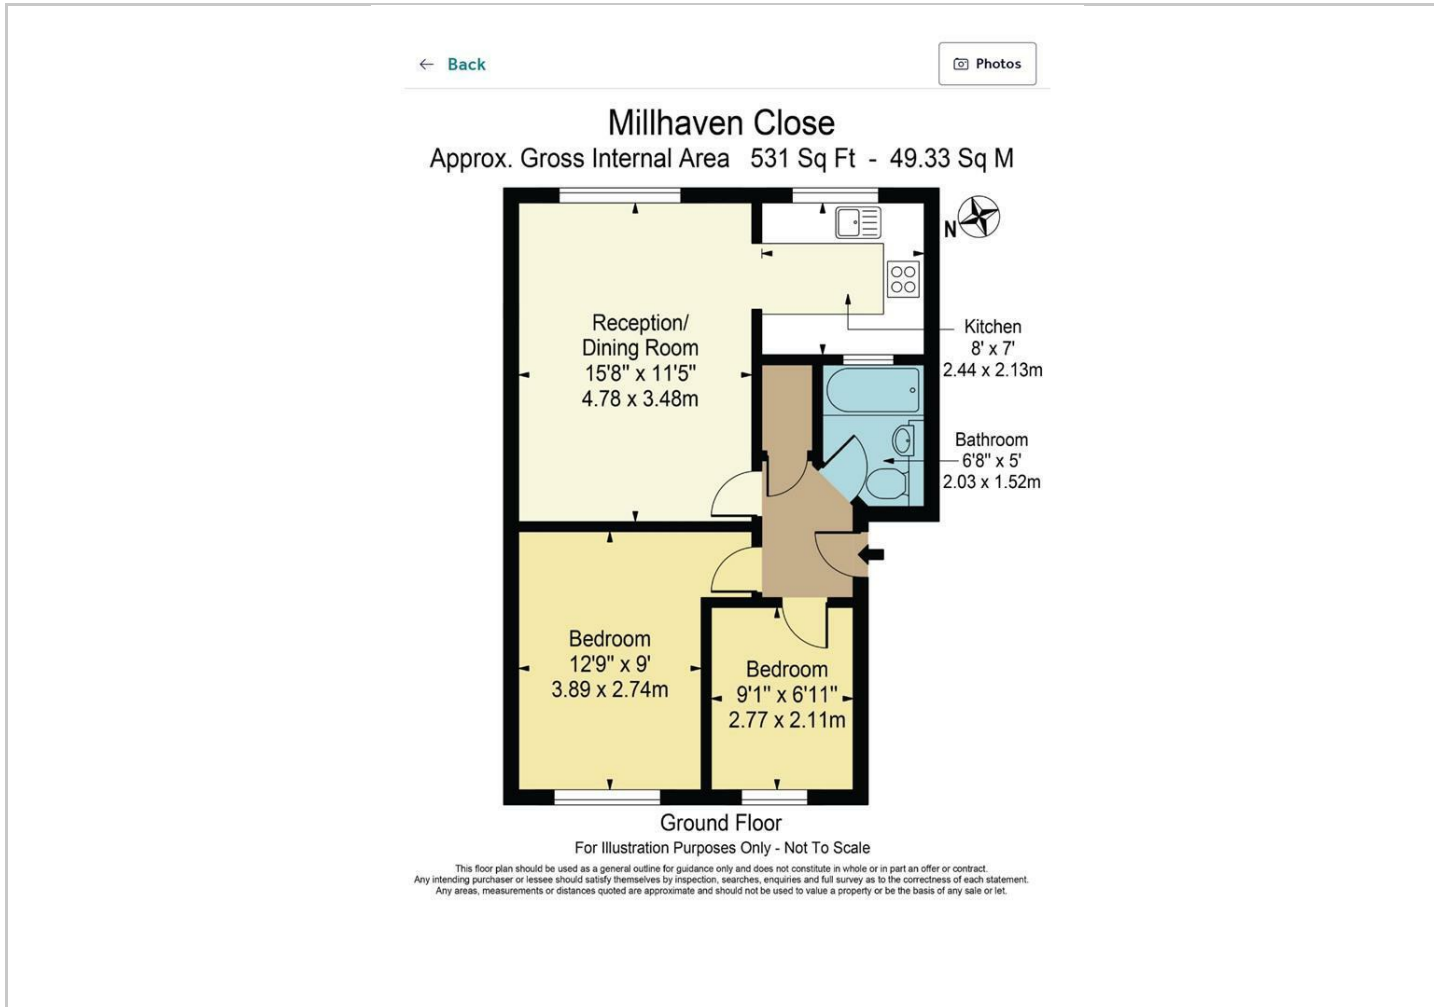 Back
Photos
Millhaven Close
Approx. Gross Internal Area 531 Sq Ft - 49.33 Sq M
N
Reception/
Dining Room
15'8" x 11'5"
4.78 x 3.48m
Kitchen
8' x 7'
2.44 x 2.13m
Bathroom
6'8" x 5'
2.03 x 1.52m
Bedroom
12'9" x 9'
3.89 x 2.74m
Bedroom
9'1" x 6'11"
2.77 x 2.11m
Ground Floor
For Illustration Purposes Only - Not To Scale
This floor plan should be used as a general outline for guidance only and does not constitute in whole or in part an offer or contract.
Any intending purchaser or lessee should satisfy themselves by inspection, searches, enquiries and full survey as to the correctness of each statement.
Any areas, measurements or distances quoted are approximate and should not be used to value a property or be the basis of any sale or let.